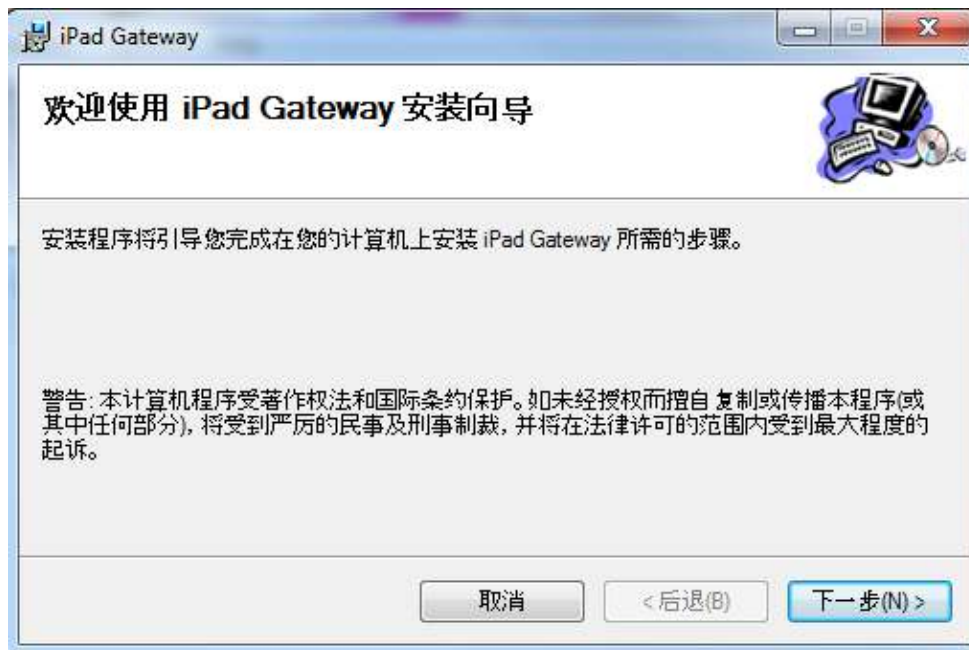 iPad Gateway
欢迎使用 iPad Gateway 安装向导
安装程序将引导您完成在您的计算机上安装 iPad Gateway 所需的步骤。
警告: 本计算机程序受著作权法和国际条约保护。如未经授权而擅自复制或传播本程序(或
其中任何部分), 将受到严厉的民事及刑事制裁, 并将在法律许可的范围内受到最大程度的
起诉。
取消
< 后退(B)
下一步(N) >